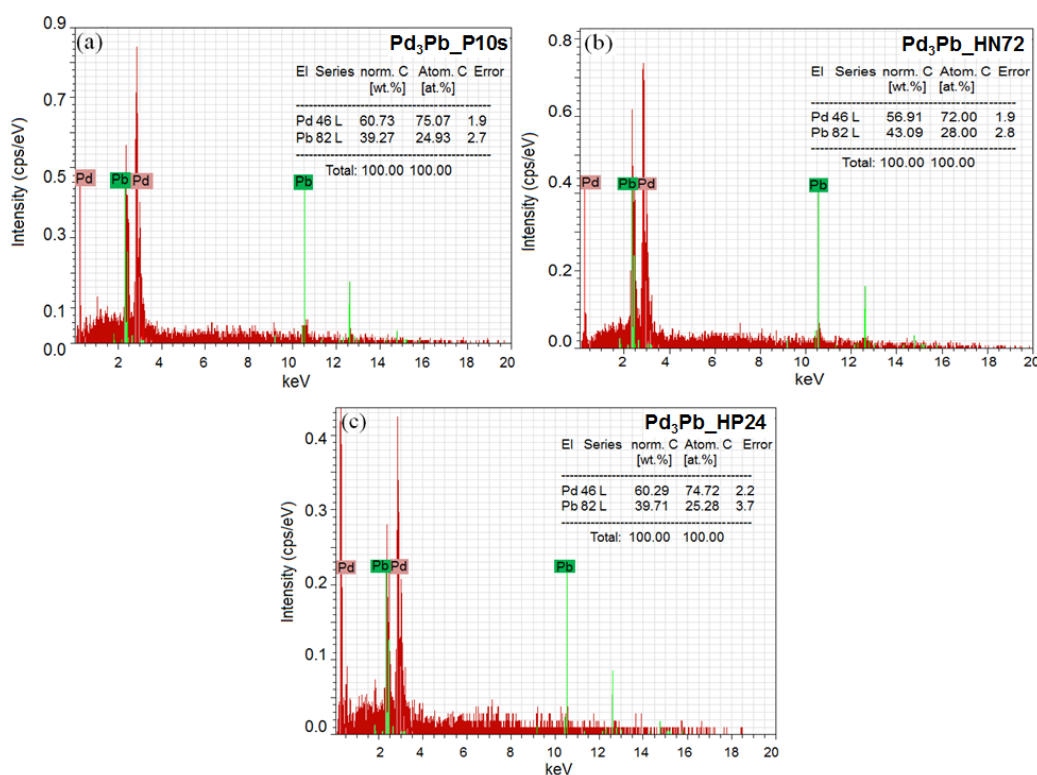 (a)
Pd₃Pb_P10s
El Series norm. C Atom. C Error
[wt.%] [at.%]
Pd 46 L 60.73 75.07 1.9
Pb 82 L 39.27 24.93 2.7
Total: 100.00 100.00
0.9
0.7
0.5
0.3
0.1
0.0
Intensity (cps/eV)
Pd Pb Pd Pb
2 4 6 8 10 12 14 16 18 20
keV
(b)
Pd₃Pb_HN72
El Series norm. C Atom. C Error
[wt.%] [at.%]
Pd 46 L 56.91 72.00 1.9
Pb 82 L 43.09 28.00 2.8
Total: 100.00 100.00
0.8
0.6
0.4
0.2
0.0
Intensity (cps/eV)
Pd Pb Pd Pb
2 4 6 8 10 12 14 16 18 20
keV
(c)
Pd₃Pb_HP24
El Series norm. C Atom. C Error
[wt.%] [at.%]
Pd 46 L 60.29 74.72 2.2
Pb 82 L 39.71 25.28 3.7
Total: 100.00 100.00
0.4
0.3
0.2
0.1
0.0
Intensity (cps/eV)
Pd Pb Pd Pb
2 4 6 8 10 12 14 16 18 20
keV